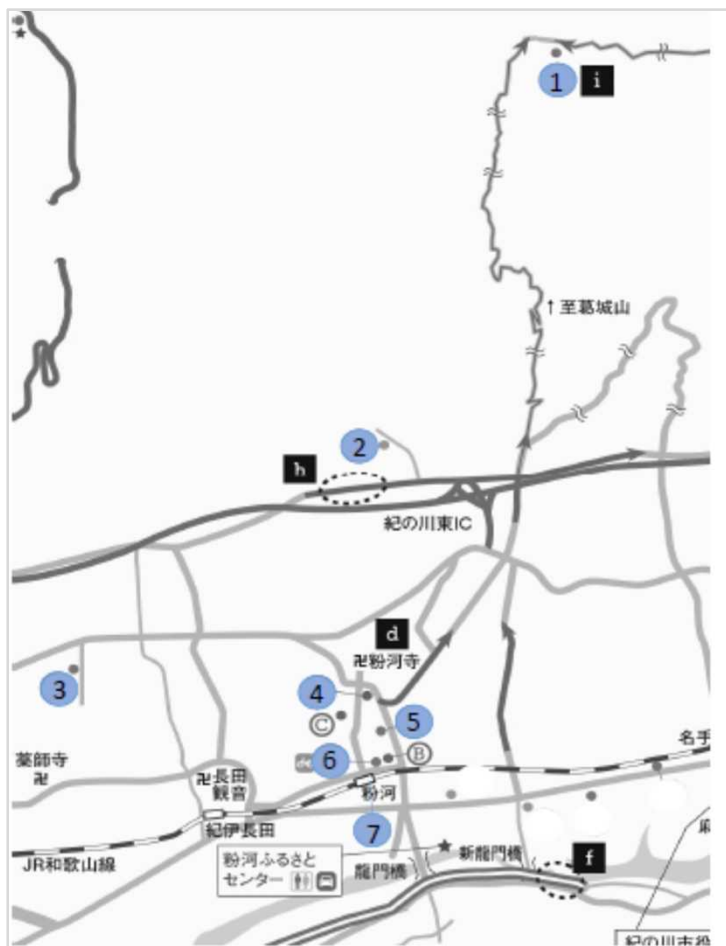 1 i
↑至葛城山
2
h
紀の川東IC
d
卍粉河寺
3
4
C
5
6
B
名手
薬師寺
卍
卍長田
観音
粉河
7
紀伊長田
JR和歌山線
粉河ふるさと
センター
龍門橋
新龍門橋
f
麻
紀の川市役